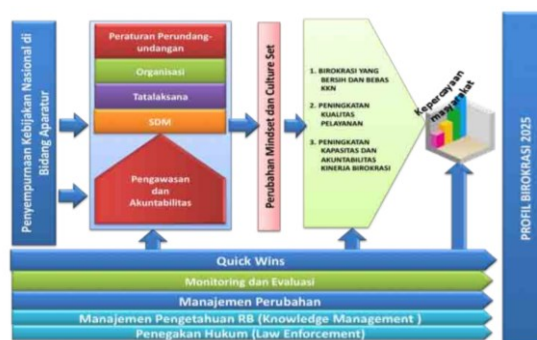 Penyempurnaan Kebijakan Nasional di
Bidang Aparatur
Peraturan Perundang-
undangan
Organisasi
Tatalaksana
SDM
Pengawasan
dan
Akuntabilitas
Perubahan Mindset dan Culture Set
1. BIROKRASI YANG
BERSIH DAN BEBAS
KKN
2. PENINGKATAN
KUALITAS
PELAYANAN
3. PENINGKATAN
KAPASITAS DAN
AKUNTABILITAS
KINERJA BIROKRASI
Kepercayaan
masyarakat
PROFIL BIROKRASI 2025
Quick Wins
Monitoring dan Evaluasi
Manajemen Perubahan
Manajemen Pengetahuan RB (Knowledge Management )
Penegakan Hukum (Law Enforcement)